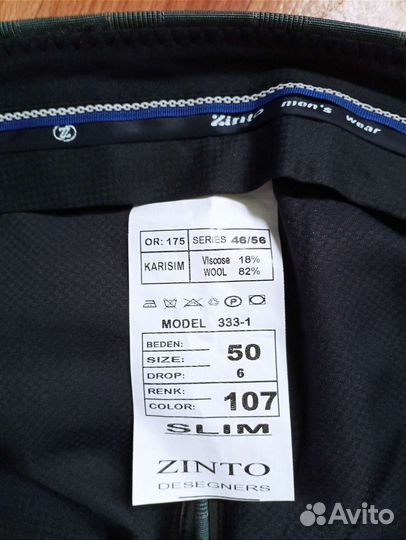 Zinto men's wear
OR: 175 SERIES 46/56
KARISIM Viscose 18%
WOOL 82%
P
MODEL 333-1
BEDEN:
SIZE: 50
DROP: 6
RENK:
COLOR: 107
SLIM
ZINTO
DESEGNERS
Avito